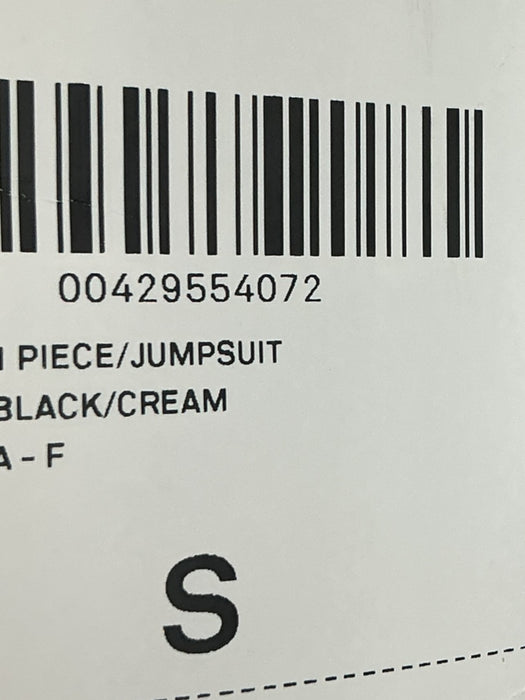 00429554072
PIECE/JUMPSUIT
BLACK/CREAM
A - F
S